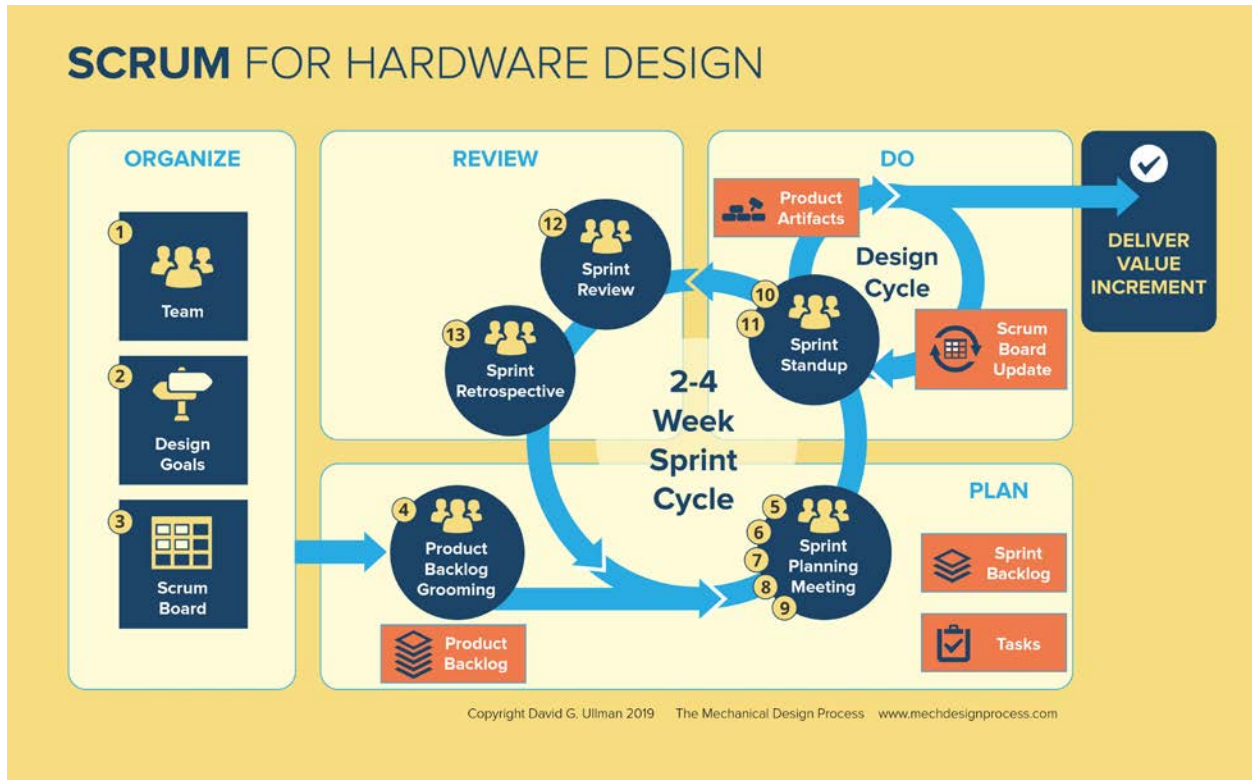 SCRUM FOR HARDWARE DESIGN
ORGANIZE
1
Team
2
Design
Goals
3
Scrum
Board
REVIEW
12
Sprint
Review
13
Sprint
Retrospective
DO
Product
Artifacts
Design
Cycle
10
11
Sprint
Standup
Scrum
Board
Update
DELIVER
VALUE
INCREMENT
2-4
Week
Sprint
Cycle
PLAN
4
Product
Backlog
Grooming
Product
Backlog
5
6
7
8
9
Sprint
Planning
Meeting
Sprint
Backlog
Tasks
Copyright David G. Ullman 2019 The Mechanical Design Process www.mechdesignprocess.com